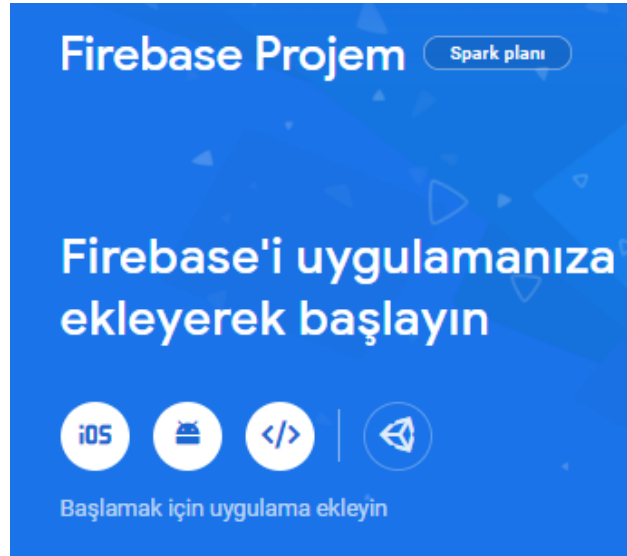 Firebase Projem Spark planı
Firebase'i uygulamanıza
ekleyerek başlayın
iOS </>
Başlamak için uygulama ekleyin